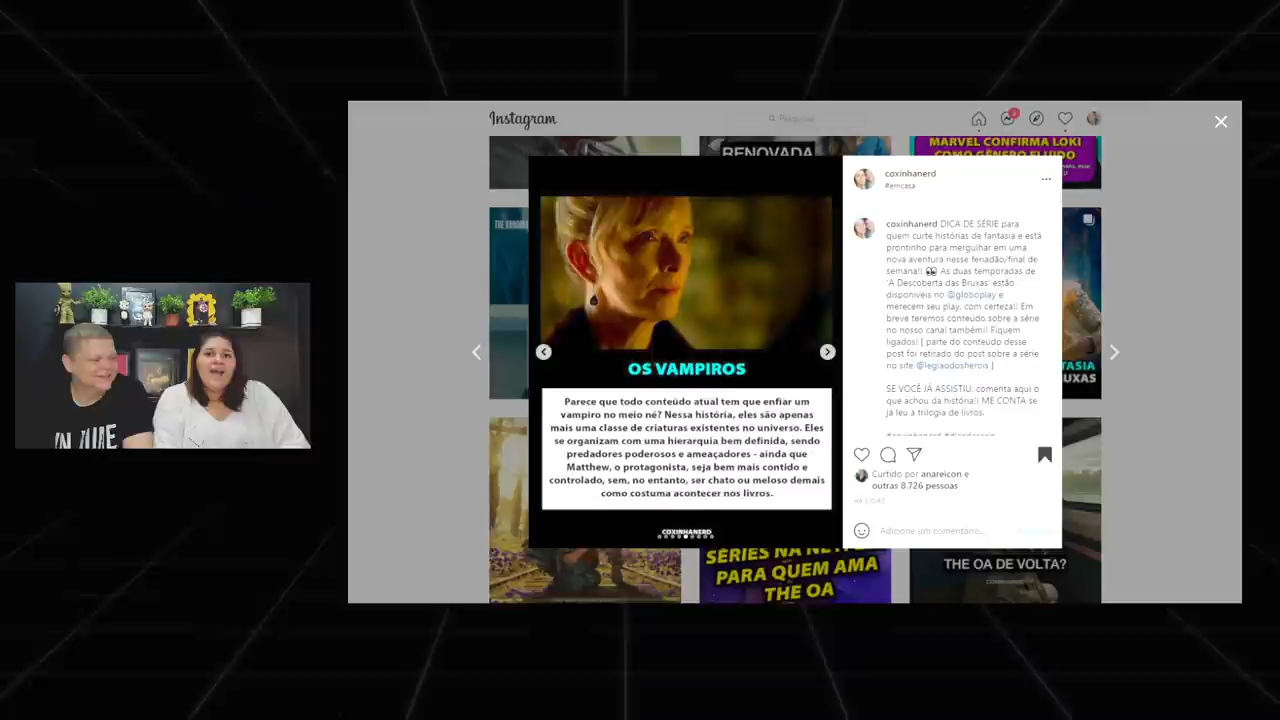 Instagram
Pesquisar
RENOVADA
MARVEL CONFIRMA LOKI
COMO GÊNERO FLUIDO
coxinhanerd
#emcasa
coxinhanerd DICA DE SÉRIE para
quem curte histórias de fantasia e está
prontinho para mergulhar em uma
nova aventura nesse feriadão/final de
semana!! 👀 As duas temporadas de
'A Descoberta das Bruxas' estão
disponíveis no @globoplay e
merecem seu play, com certeza!! Em
breve teremos conteúdo sobre a série
no nosso canal também!! Fiquem
ligados! [ parte do conteúdo desse
post foi retirado do post sobre a série
no site @legiaodosherois ]
SE VOCÊ JÁ ASSISTIU, comenta aqui o
que achou da história!! ME CONTA se
já leu a trilogia de livros.
OS VAMPIROS
Parece que todo conteúdo atual tem que enfiar um
vampiro no meio né? Nessa história, eles são apenas
mais uma classe de criaturas existentes no universo. Eles
se organizam com uma hierarquia bem definida, sendo
predadores poderosos e ameaçadores - ainda que
Matthew, o protagonista, seja bem mais contido e
controlado, sem, no entanto, ser chato ou meloso demais
como costuma acontecer nos livros.
COXINHANERD
Curtido por anareicon e
outras 8.726 pessoas
HÁ 1 DIA
Adicione um comentário...
TASIA
UXAS
SÉRIES NA NETFLIX
PARA QUEM AMA
THE OA
THE OA DE VOLTA?